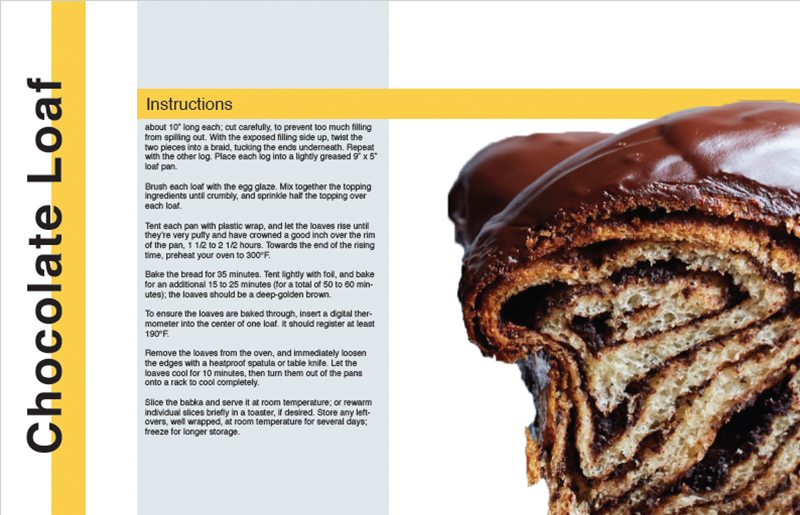 Chocolate Loaf
Instructions
about 10" long each; cut carefully, to prevent too much filling
from spilling out. With the exposed filling side up, twist the
two pieces into a braid, tucking the ends underneath. Repeat
with the other log. Place each log into a lightly greased 9" x 5"
loaf pan.
Brush each loaf with the egg glaze. Mix together the topping
ingredients until crumbly, and sprinkle half the topping over
each loaf.
Tent each pan with plastic wrap, and let the loaves rise until
they're very puffy and have crowned a good inch over the rim
of the pan, 1 1/2 to 2 1/2 hours. Towards the end of the rising
time, preheat your oven to 300°F.
Bake the bread for 35 minutes. Tent lightly with foil, and bake
for an additional 15 to 25 minutes (for a total of 50 to 60 min-
utes); the loaves should be a deep-golden brown.
To ensure the loaves are baked through, insert a digital ther-
mometer into the center of one loaf. It should register at least
190°F.
Remove the loaves from the oven, and immediately loosen
the edges with a heatproof spatula or table knife. Let the
loaves cool for 10 minutes, then turn them out of the pans
onto a rack to cool completely.
Slice the babka and serve it at room temperature; or rewarm
individual slices briefly in a toaster, if desired. Store any left-
overs, well wrapped, at room temperature for several days;
freeze for longer storage.